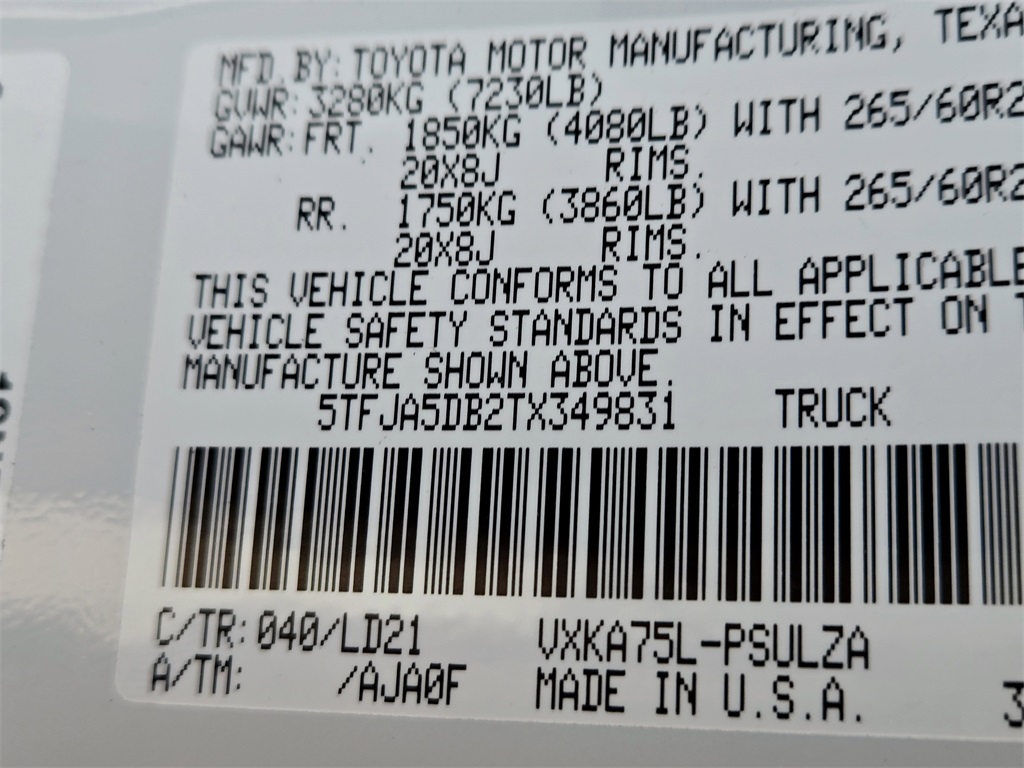 MFD. BY: TOYOTA MOTOR MANUFACTURING, TEXA
GVWR: 3280KG (7230LB)
GAWR: FRT. 1850KG (4080LB) WITH 265/60R2
20X8J RIMS.
RR. 1750KG (3860LB) WITH 265/60R2
20X8J RIMS.
THIS VEHICLE CONFORMS TO ALL APPLICABLE
VEHICLE SAFETY STANDARDS IN EFFECT ON T
MANUFACTURE SHOWN ABOVE.
5TFJA5DB2TX349831 TRUCK
C/TR: 040/LD21 VXKA75L-PSULZA
A/TM: /AJA0F MADE IN U.S.A. 3